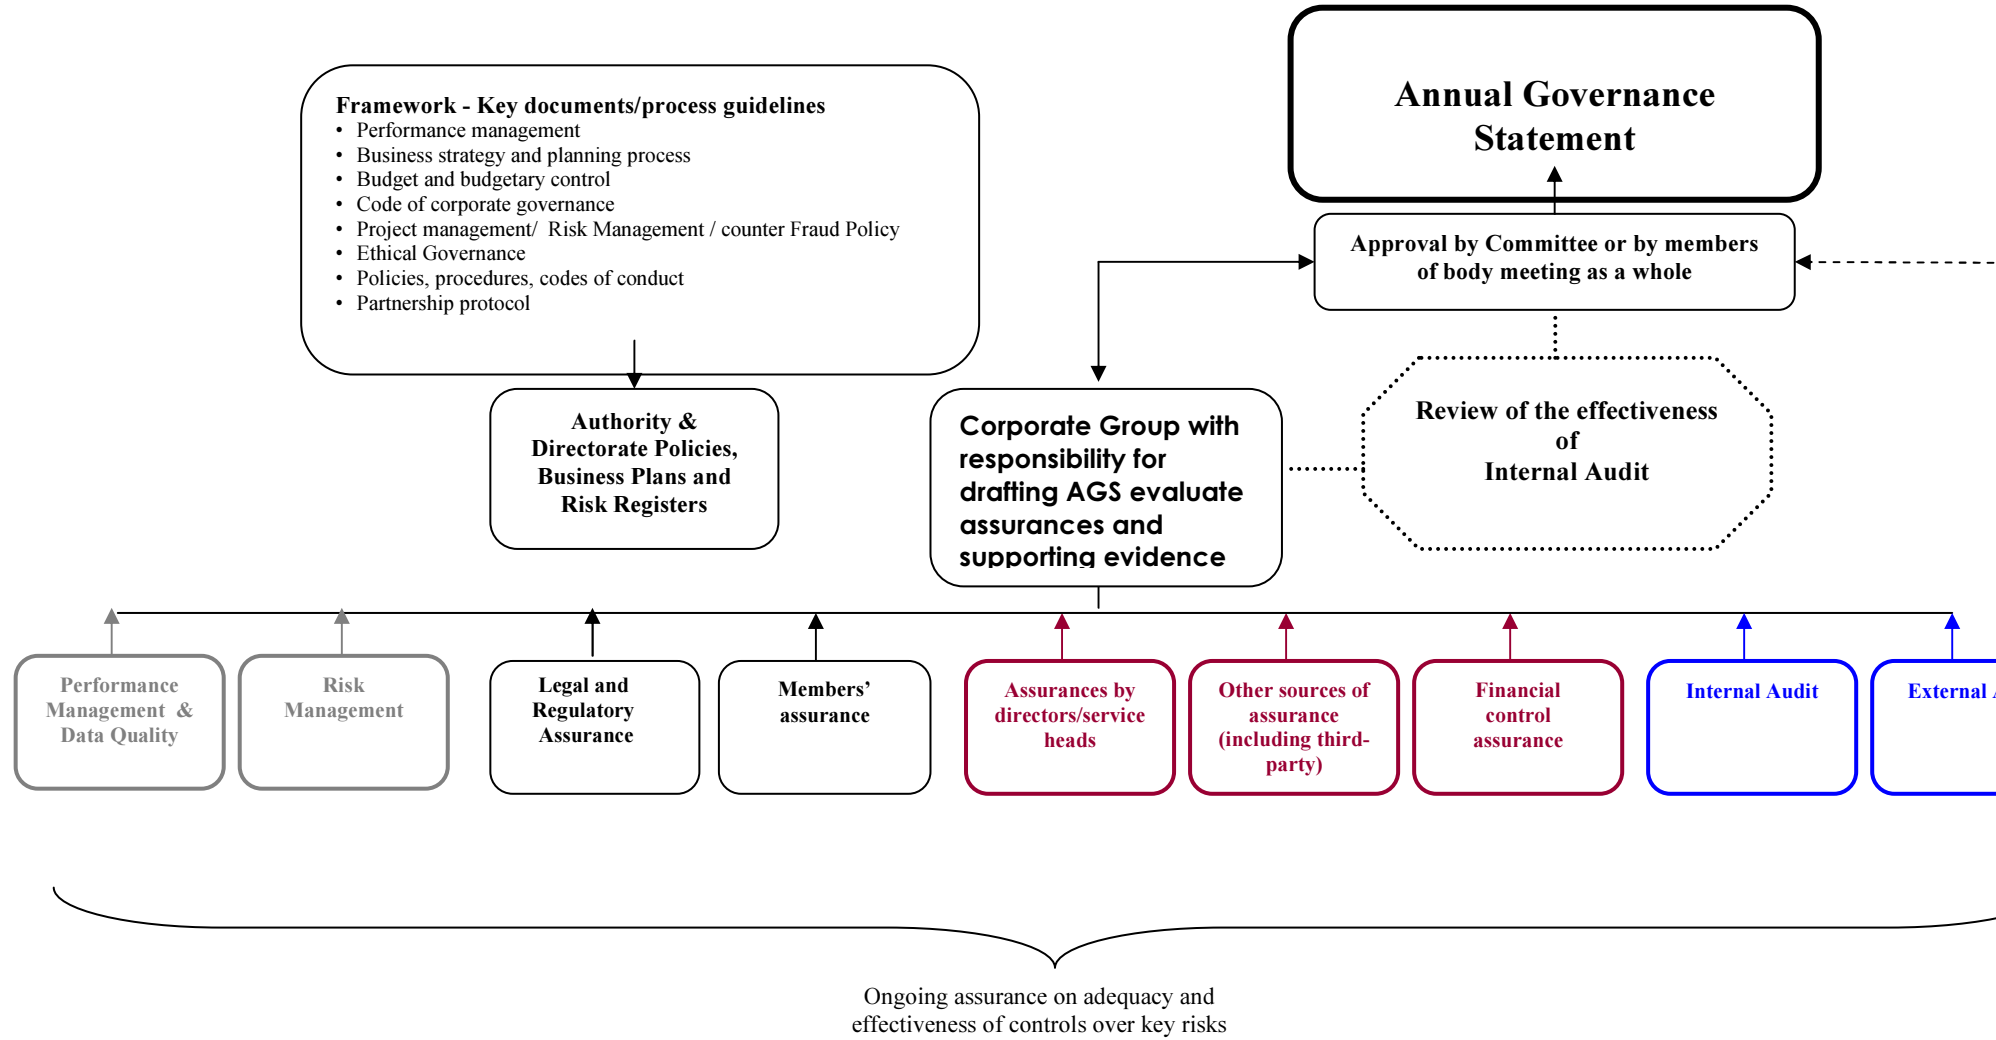 Annual Governance
Statement
Framework - Key documents/process guidelines
• Performance management
• Business strategy and planning process
• Budget and budgetary control
• Code of corporate governance
• Project management/ Risk Management / counter Fraud Policy
• Ethical Governance
• Policies, procedures, codes of conduct
• Partnership protocol
Approval by Committee or by members
of body meeting as a whole
Authority &
Directorate Policies,
Business Plans and
Risk Registers
Corporate Group with
responsibility for
drafting AGS evaluate
assurances and
supporting evidence
Review of the effectiveness
of
Internal Audit
Performance
Management &
Data Quality
Risk
Management
Legal and
Regulatory
Assurance
Members’
assurance
Assurances by
directors/service
heads
Other sources of
assurance
(including third-
party)
Financial
control
assurance
Internal Audit
External A
Ongoing assurance on adequacy and
effectiveness of controls over key risks